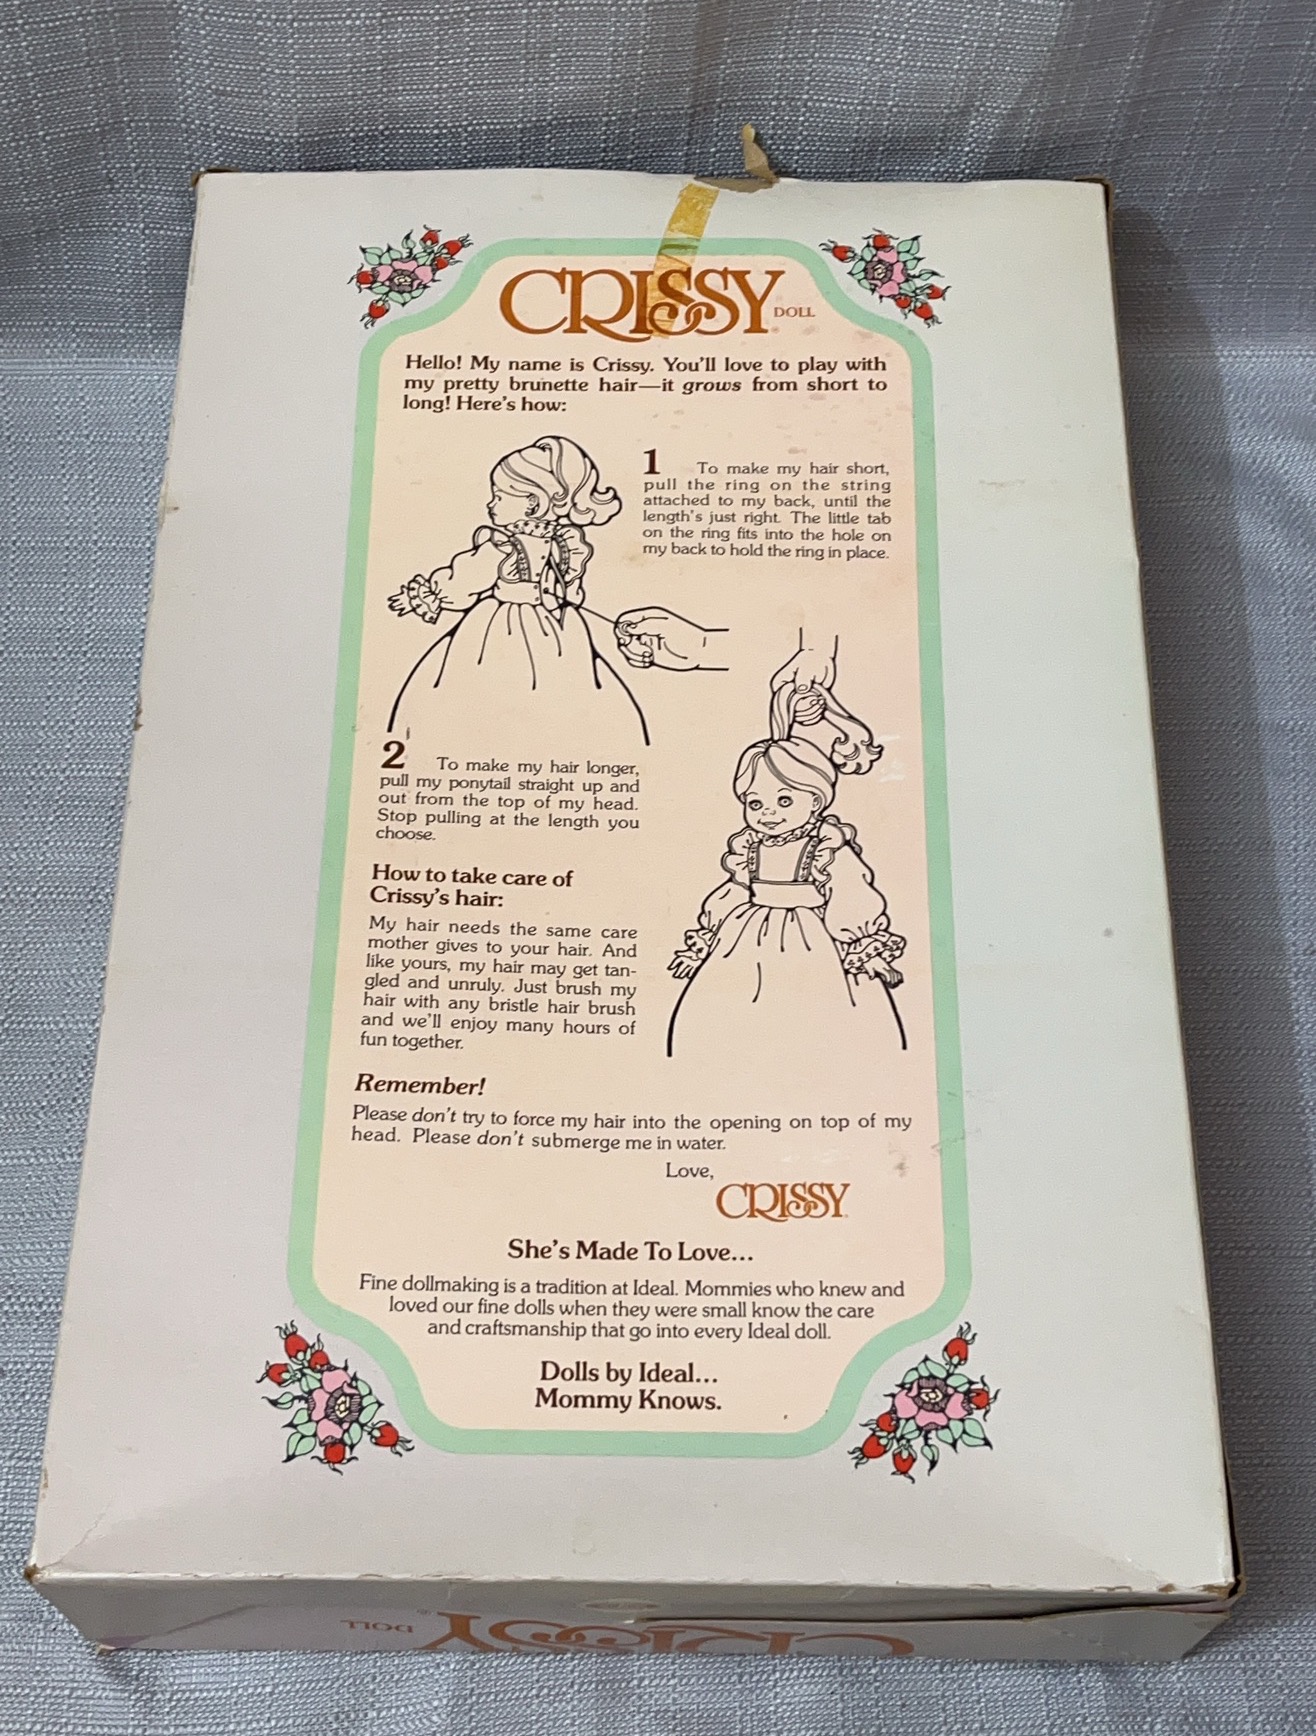 CRISSY DOLL
Hello! My name is Crissy. You'll love to play with
my pretty brunette hair—it grows from short to
long! Here's how:
1 To make my hair short,
pull the ring on the string
attached to my back, until the
length's just right. The little tab
on the ring fits into the hole on
my back to hold the ring in place.
2 To make my hair longer,
pull my ponytail straight up and
out from the top of my head.
Stop pulling at the length you
choose.
How to take care of
Crissy's hair:
My hair needs the same care
mother gives to your hair. And
like yours, my hair may get tan-
gled and unruly. Just brush my
hair with any bristle hair brush
and we'll enjoy many hours of
fun together.
Remember!
Please don't try to force my hair into the opening on top of my
head. Please don't submerge me in water.
Love,
CRISSY
She's Made To Love...
Fine dollmaking is a tradition at Ideal. Mommies who knew and
loved our fine dolls when they were small know the care
and craftsmanship that go into every Ideal doll.
Dolls by Ideal...
Mommy Knows.
CRISSY® DOLL